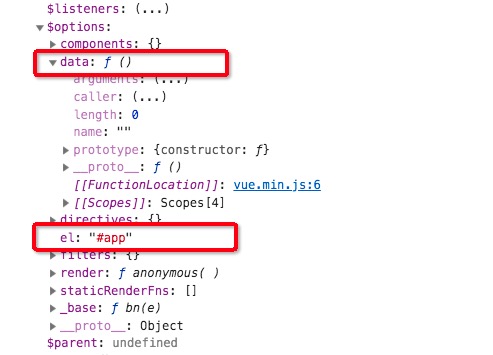 $listeners: (...)
▼$options:
▶components: {}
▼data: ƒ ()
arguments: (...)
caller: (...)
length: 0
name: ""
▶prototype: {constructor: ƒ}
▶__proto__: ƒ ()
[[FunctionLocation]]: vue.min.js:6
▶[[Scopes]]: Scopes[4]
▶directives: {}
el: "#app"
▶filters: {}
▶render: ƒ anonymous( )
▶staticRenderFns: []
▶_base: ƒ bn(e)
▶__proto__: Object
$parent: undefined